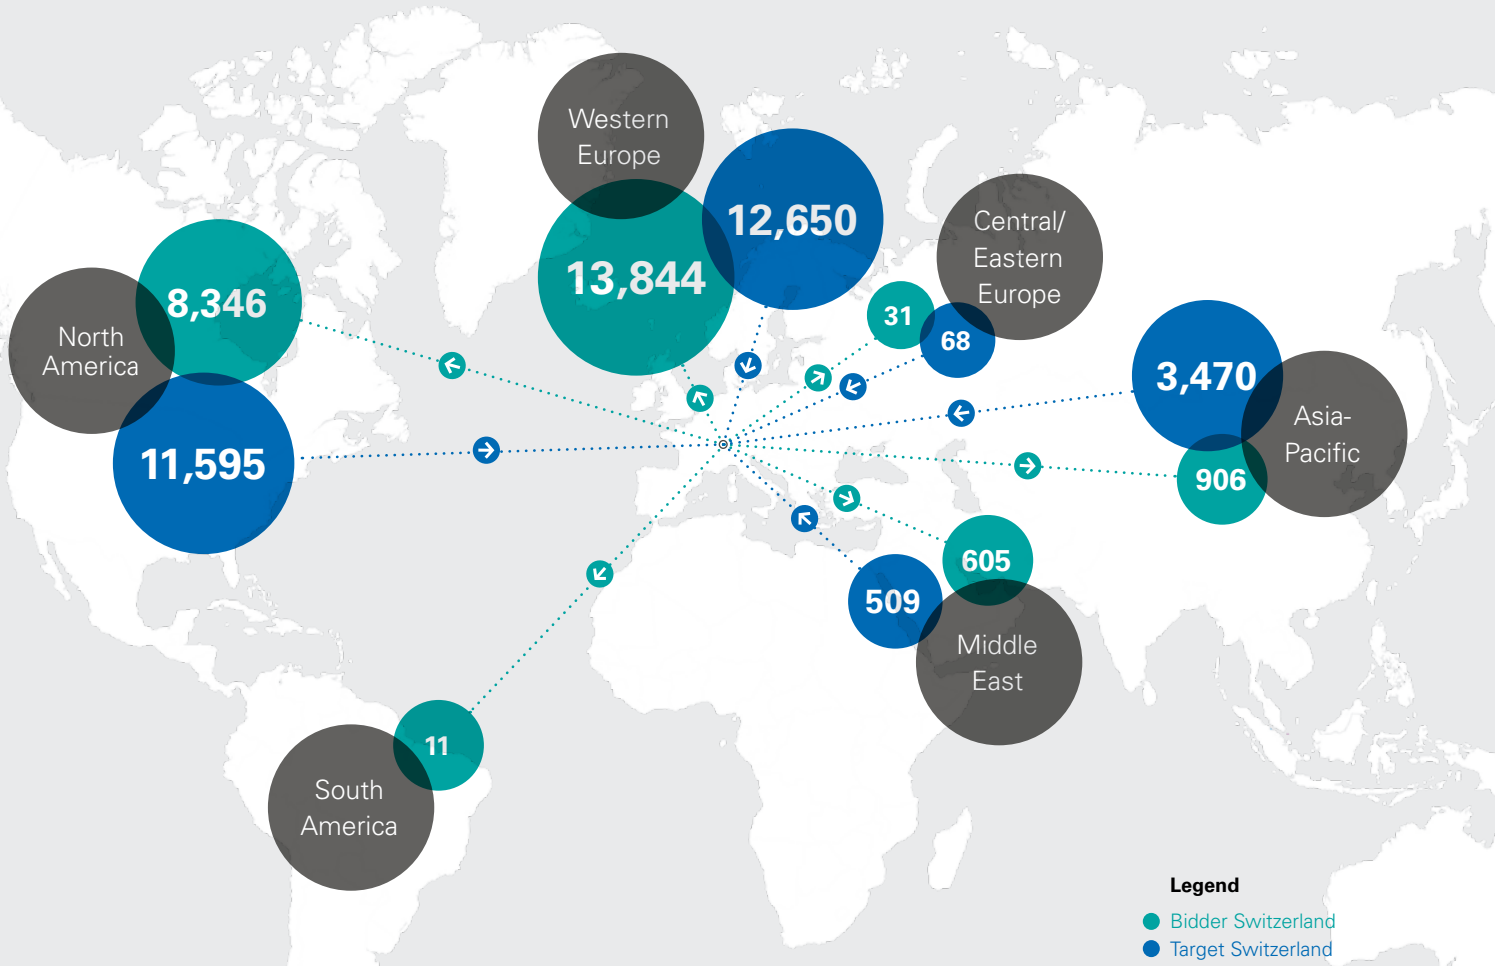 Western
Europe
12,650
13,844
Central/
Eastern
Europe
31
68
8,346
North
America
11,595
3,470
Asia-
Pacific
906
605
509
Middle
East
11
South
America
Legend
Bidder Switzerland
Target Switzerland